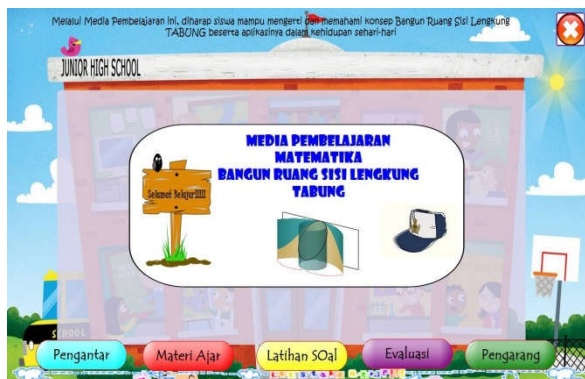 Melalui Media Pembelajaran ini, diharap siswa mampu mengerti dan memahami konsep Bangun Ruang Sisi Lengkung
TABUNG beserta aplikasinya dalam kehidupan sehari-hari
JUNIOR HIGH SCHOOL
MEDIA PEMBELAJARAN
MATEMATIKA
BANGUN RUANG SISI LENGKUNG
TABUNG
Selamat Belajar!!!!!
SCHOOL
Pengantar
Materi Ajar
Latihan SOal
Evaluasi
Pengarang